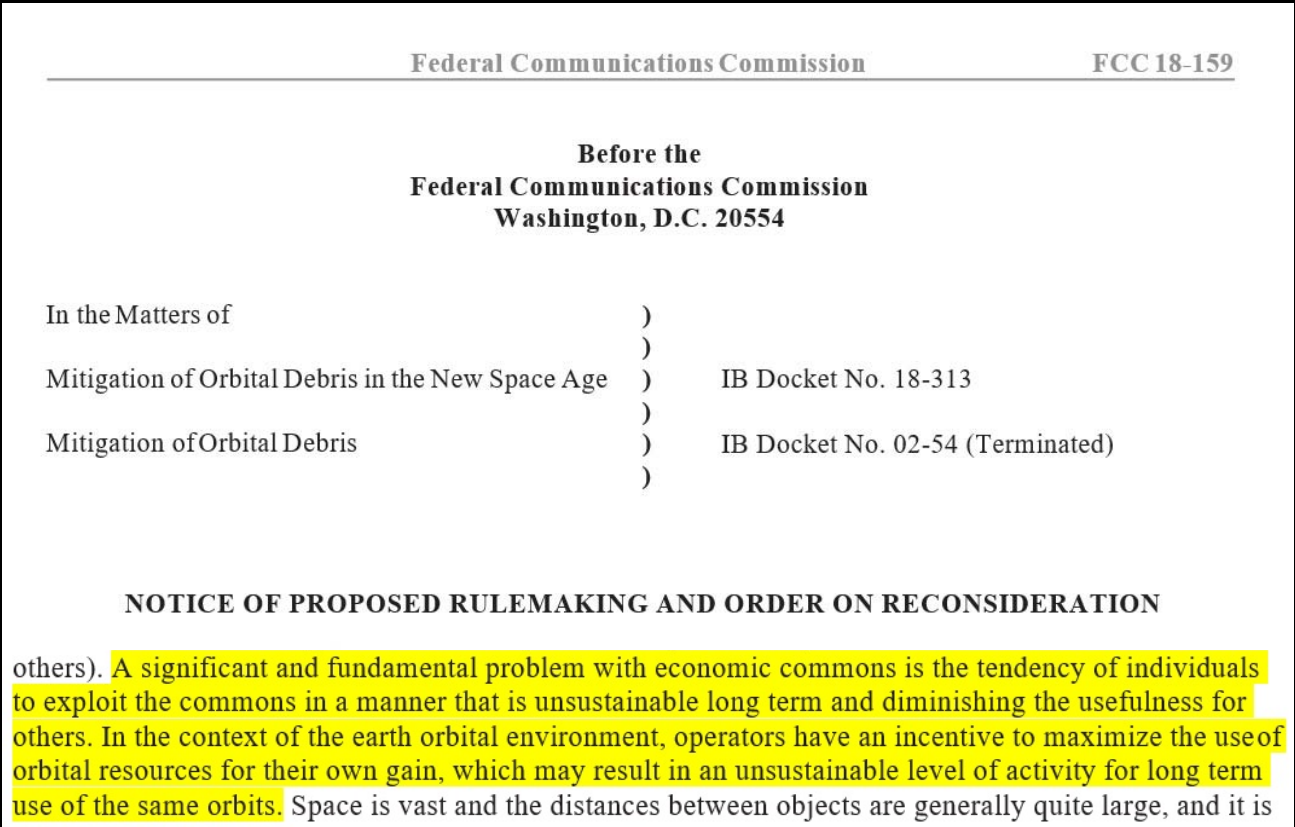 Federal Communications Commission FCC 18-159
Before the
Federal Communications Commission
Washington, D.C. 20554
In the Matters of )
)
Mitigation of Orbital Debris in the New Space Age ) IB Docket No. 18-313
)
Mitigation of Orbital Debris ) IB Docket No. 02-54 (Terminated)
)
NOTICE OF PROPOSED RULEMAKING AND ORDER ON RECONSIDERATION
others). A significant and fundamental problem with economic commons is the tendency of individuals
to exploit the commons in a manner that is unsustainable long term and diminishing the usefulness for
others. In the context of the earth orbital environment, operators have an incentive to maximize the use of
orbital resources for their own gain, which may result in an unsustainable level of activity for long term
use of the same orbits. Space is vast and the distances between objects are generally quite large, and it is